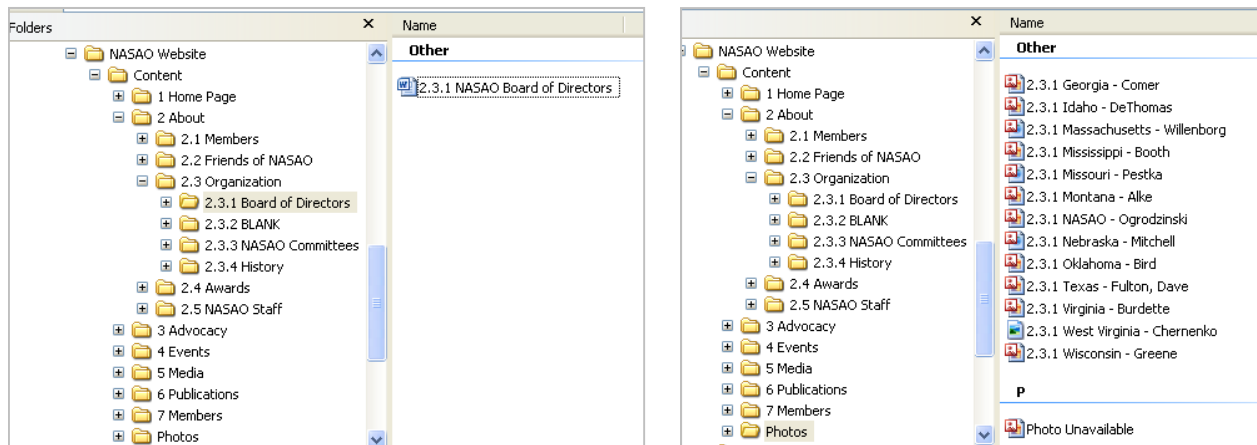 Folders
NASAO Website
Content
1 Home Page
2 About
2.1 Members
2.2 Friends of NASAO
2.3 Organization
2.3.1 Board of Directors
2.3.2 BLANK
2.3.3 NASAO Committees
2.3.4 History
2.4 Awards
2.5 NASAO Staff
3 Advocacy
4 Events
5 Media
6 Publications
7 Members
Photos
Name
Other
2.3.1 NASAO Board of Directors
NASAO Website
Content
1 Home Page
2 About
2.1 Members
2.2 Friends of NASAO
2.3 Organization
2.3.1 Board of Directors
2.3.2 BLANK
2.3.3 NASAO Committees
2.3.4 History
2.4 Awards
2.5 NASAO Staff
3 Advocacy
4 Events
5 Media
6 Publications
7 Members
Photos
Name
Other
2.3.1 Georgia - Comer
2.3.1 Idaho - DeThomas
2.3.1 Massachusetts - Willenborg
2.3.1 Mississippi - Booth
2.3.1 Missouri - Pestka
2.3.1 Montana - Alke
2.3.1 NASAO - Ogrodzinski
2.3.1 Nebraska - Mitchell
2.3.1 Oklahoma - Bird
2.3.1 Texas - Fulton, Dave
2.3.1 Virginia - Burdette
2.3.1 West Virginia - Chernenko
2.3.1 Wisconsin - Greene
P
Photo Unavailable